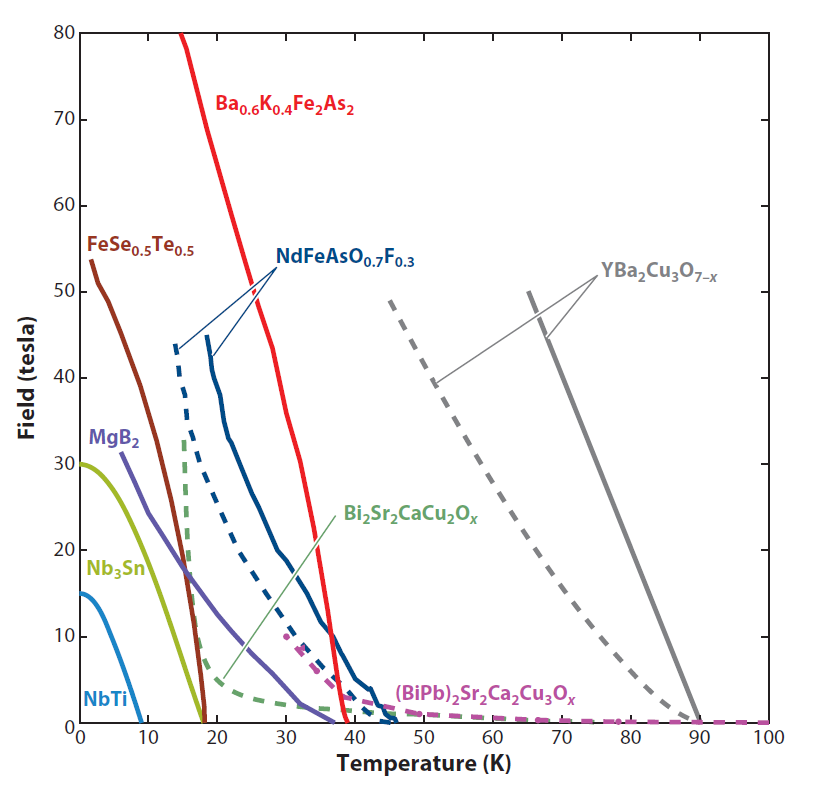 80
70
60
50
40
30
20
10
0
Field (tesla)
Ba₀.₆K₀.₄Fe₂As₂
FeSe₀.₅Te₀.₅
NdFeAsO₀.₇F₀.₃
YBa₂Cu₃O₇₋ₓ
MgB₂
Bi₂Sr₂CaCu₂Oₓ
Nb₃Sn
NbTi
(BiPb)₂Sr₂Ca₂Cu₃Oₓ
0 10 20 30 40 50 60 70 80 90 100
Temperature (K)